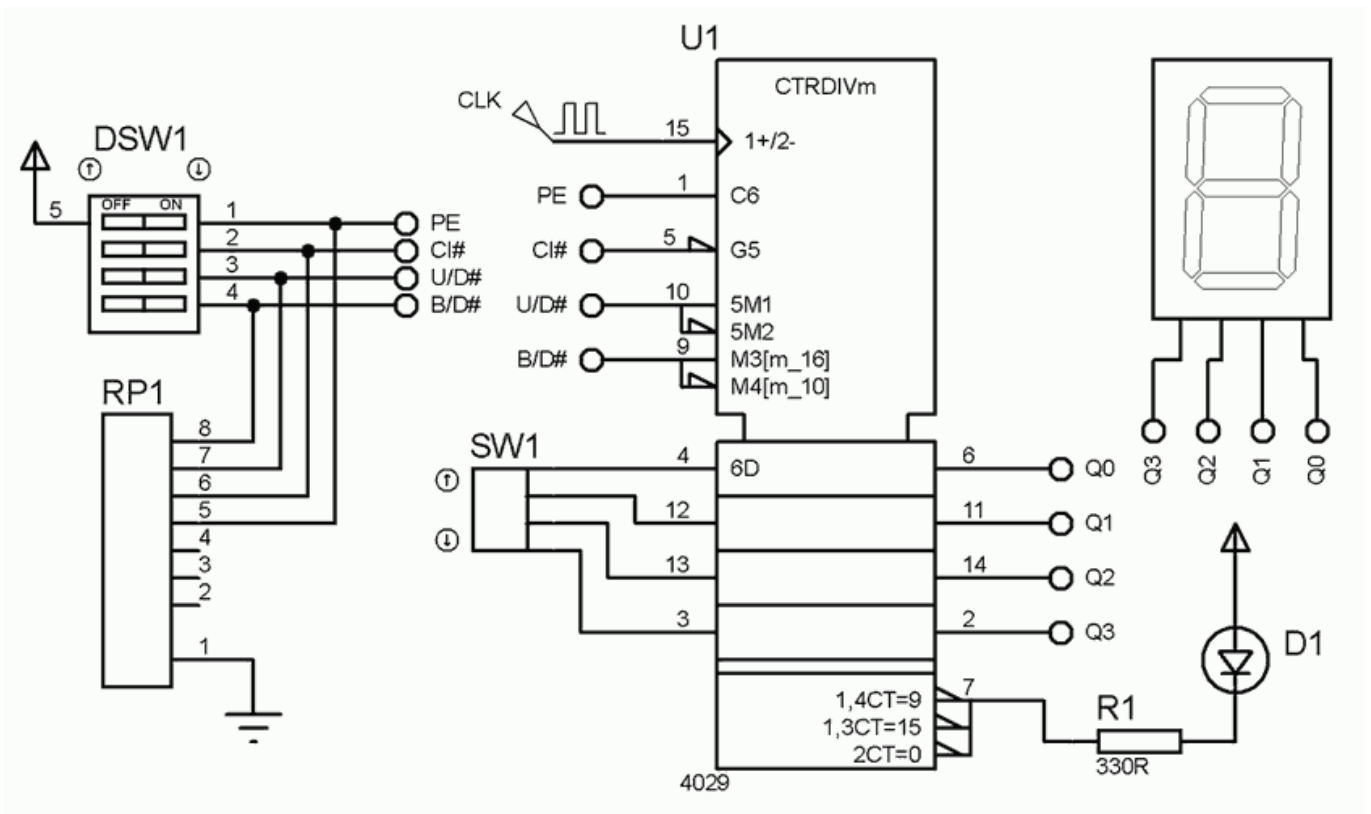 U1
CTRDIVm
CLK
15
1+/2-
DSW1
OFF ON
5
1
PE
2
CI#
3
U/D#
4
B/D#
PE
1
C6
CI#
5
G5
U/D#
10
5M1
5M2
B/D#
9
M3[m_16]
M4[m_10]
RP1
8
7
6
5
4
3
2
1
SW1
4
6D
12
13
3
6
Q0
11
Q1
14
Q2
2
Q3
Q3
Q2
Q1
Q0
7
1,4CT=9
1,3CT=15
2CT=0
4029
R1
330R
D1